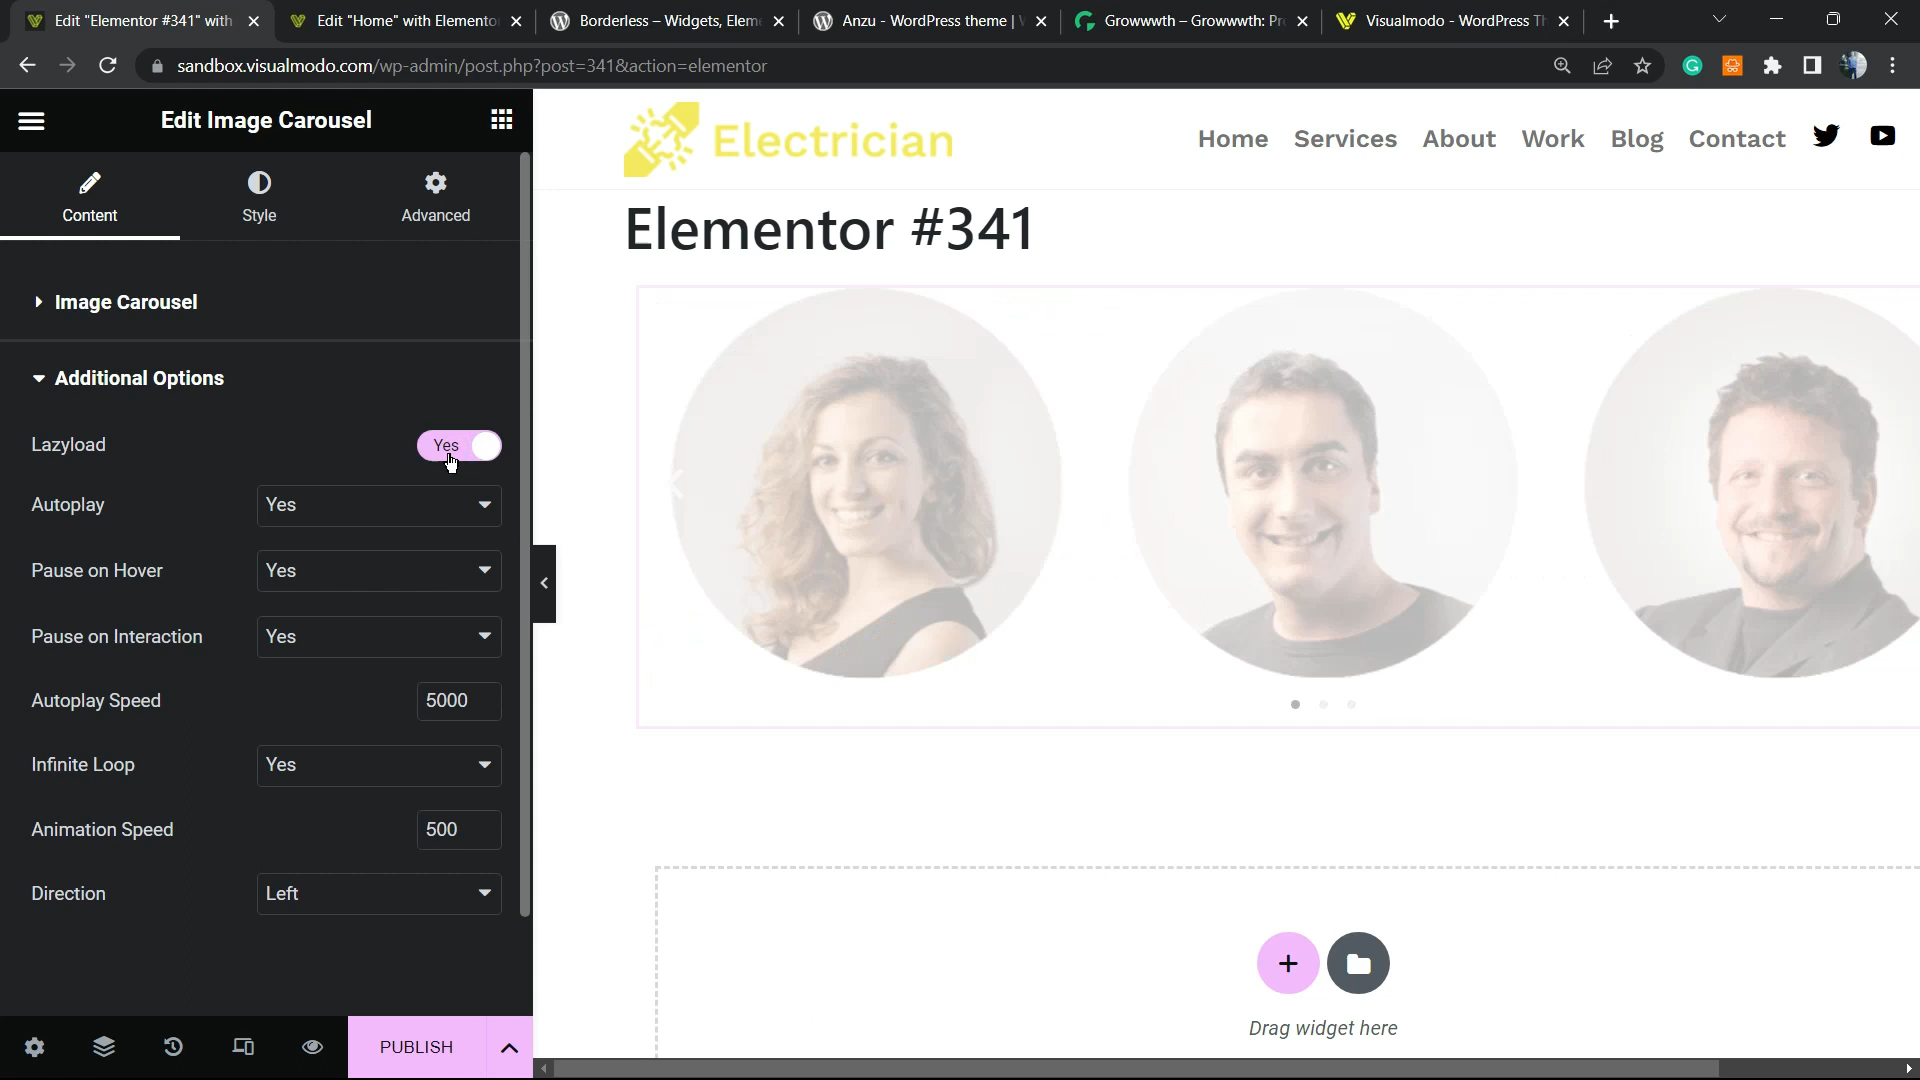 Edit "Elementor #341" with
Edit "Home" with Elemento
Borderless – Widgets, Elem
Anzu - WordPress theme |
Growwwth – Growwwth: Pr
Visualmodo - WordPress Th
sandbox.visualmodo.com/wp-admin/post.php?post=341&action=elementor
Edit Image Carousel
Content
Style
Advanced
Image Carousel
Additional Options
Lazyload
Yes
Autoplay
Yes
Pause on Hover
Yes
Pause on Interaction
Yes
Autoplay Speed
5000
Infinite Loop
Yes
Animation Speed
500
Direction
Left
PUBLISH
Electrician
Home
Services
About
Work
Blog
Contact
Elementor #341
Drag widget here